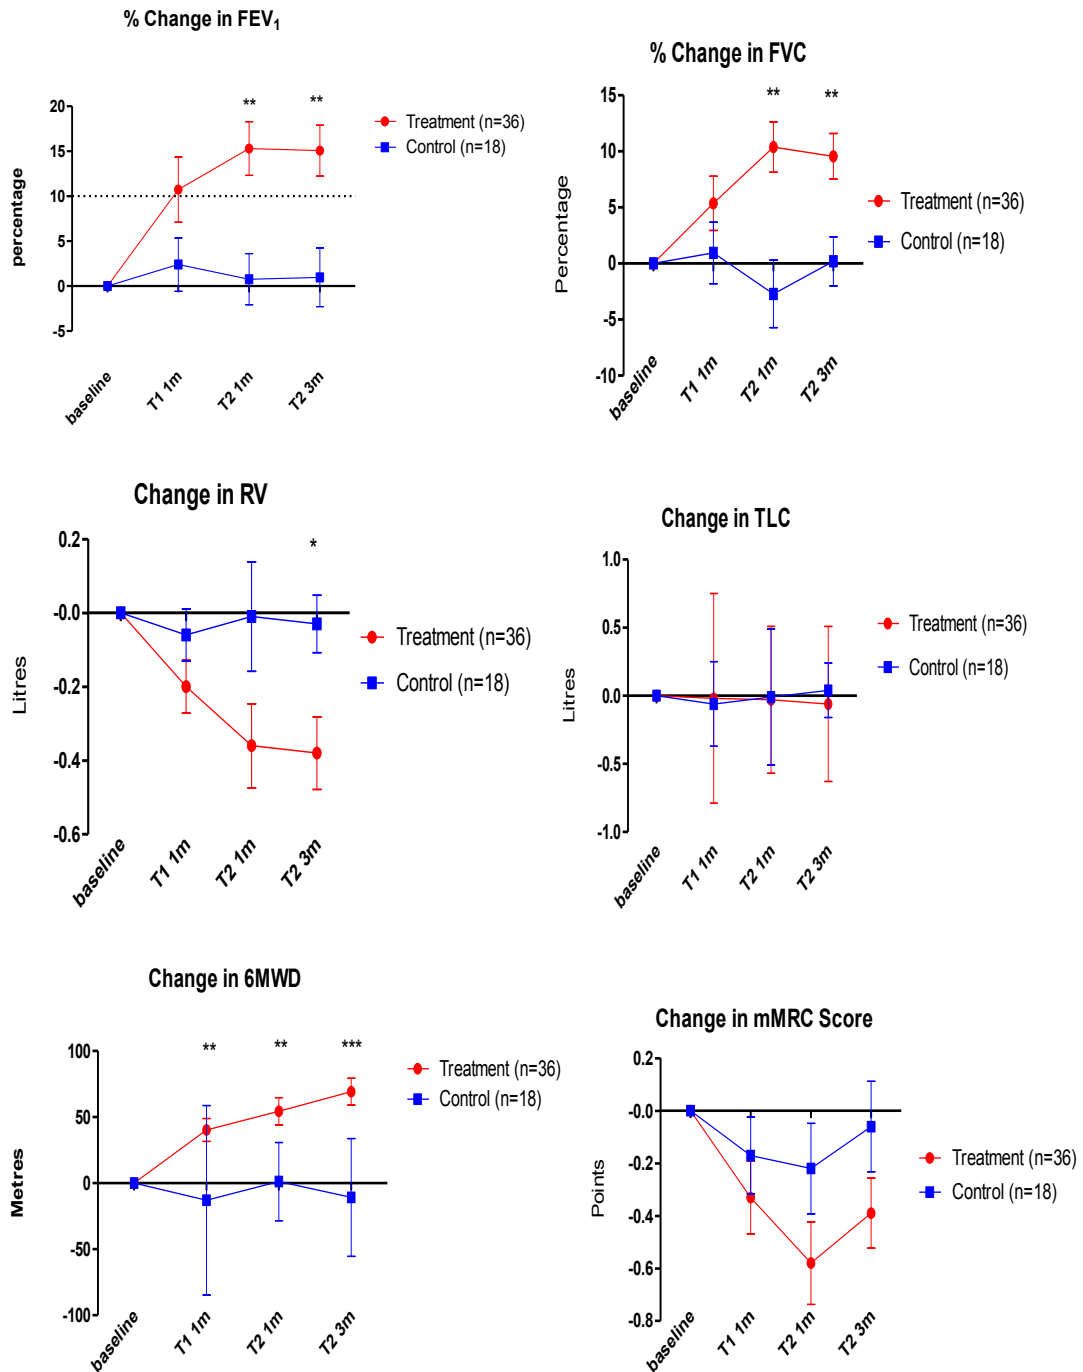 % Change in FEV₁
20
15
10
5
0
-5
percentage
** **
Treatment (n=36)
Control (n=18)
baseline
T1 1m
T2 1m
T2 3m
% Change in FVC
15
10
5
0
-5
-10
Percentage
** **
Treatment (n=36)
Control (n=18)
baseline
T1 1m
T2 1m
T2 3m
Change in RV
0.2
-0.0
-0.2
-0.4
-0.6
Litres
*
Treatment (n=36)
Control (n=18)
baseline
T1 1m
T2 1m
T2 3m
Change in TLC
1.0
0.5
0.0
-0.5
-1.0
Litres
Treatment (n=36)
Control (n=18)
baseline
T1 1m
T2 1m
T2 3m
Change in 6MWD
100
50
0
-50
-100
Metres
** ** ***
Treatment (n=36)
Control (n=18)
baseline
T1 1m
T2 1m
T2 3m
Change in mMRC Score
0.2
-0.0
-0.2
-0.4
-0.6
-0.8
Points
Treatment (n=36)
Control (n=18)
baseline
T1 1m
T2 1m
T2 3m